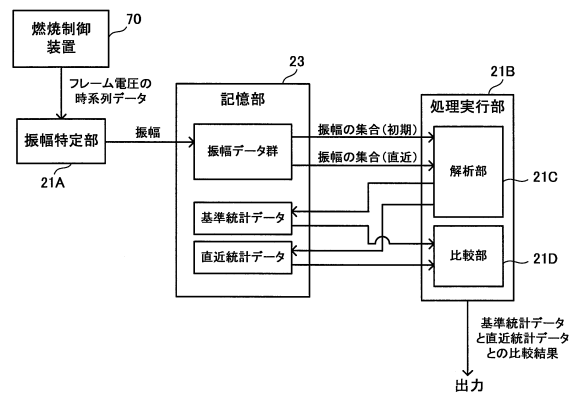 燃焼制御
装置
70
フレーム電圧の
時系列データ
振幅特定部
21A
振幅
23
記憶部
振幅データ群
基準統計データ
直近統計データ
振幅の集合(初期)
振幅の集合(直近)
21B
処理実行部
解析部
21C
比較部
21D
基準統計データ
と直近統計データ
との比較結果
出力